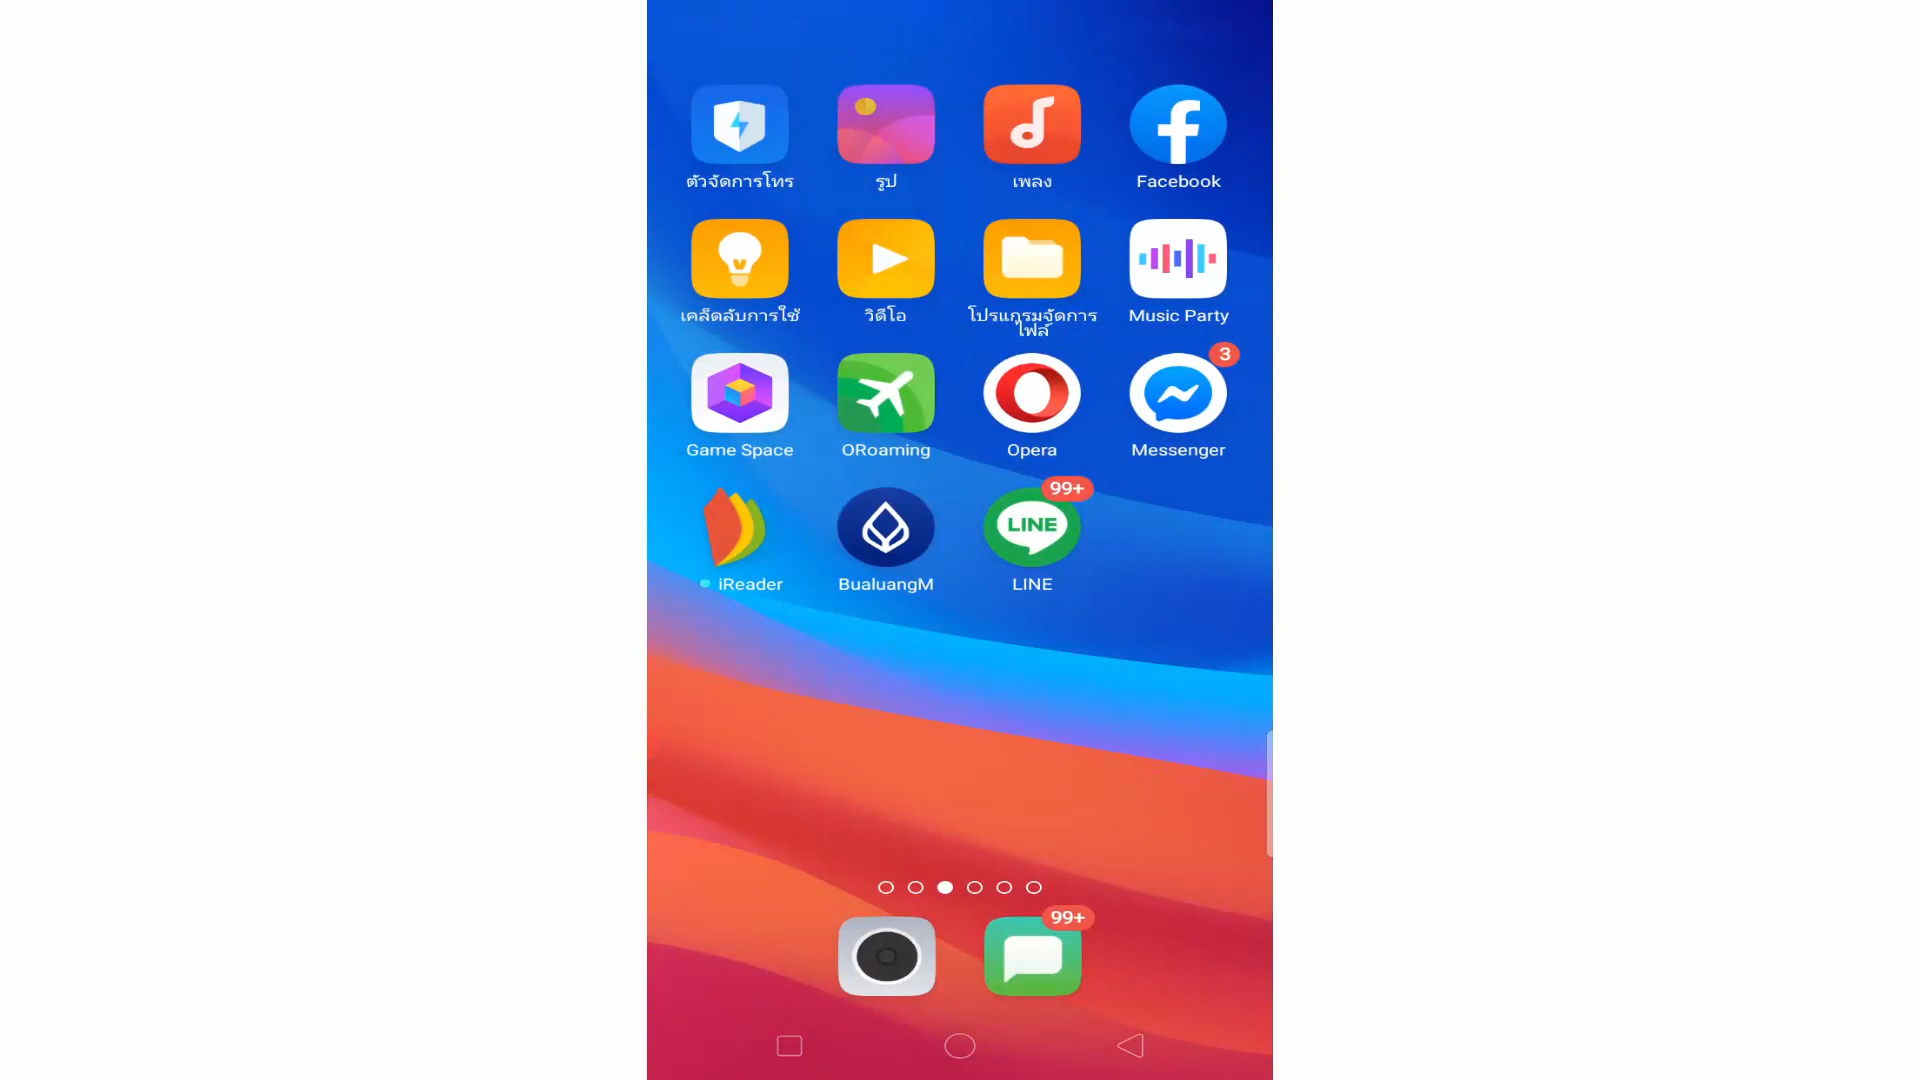 ตัวจัดการโทร
รูป
เพลง
Facebook
เคล็ดลับการใช้
วิดีโอ
โปรแกรมจัดการ
ไฟล์
Music Party
3
Game Space
ORoaming
Opera
Messenger
99+
LINE
iReader
BualuangM
LINE
99+